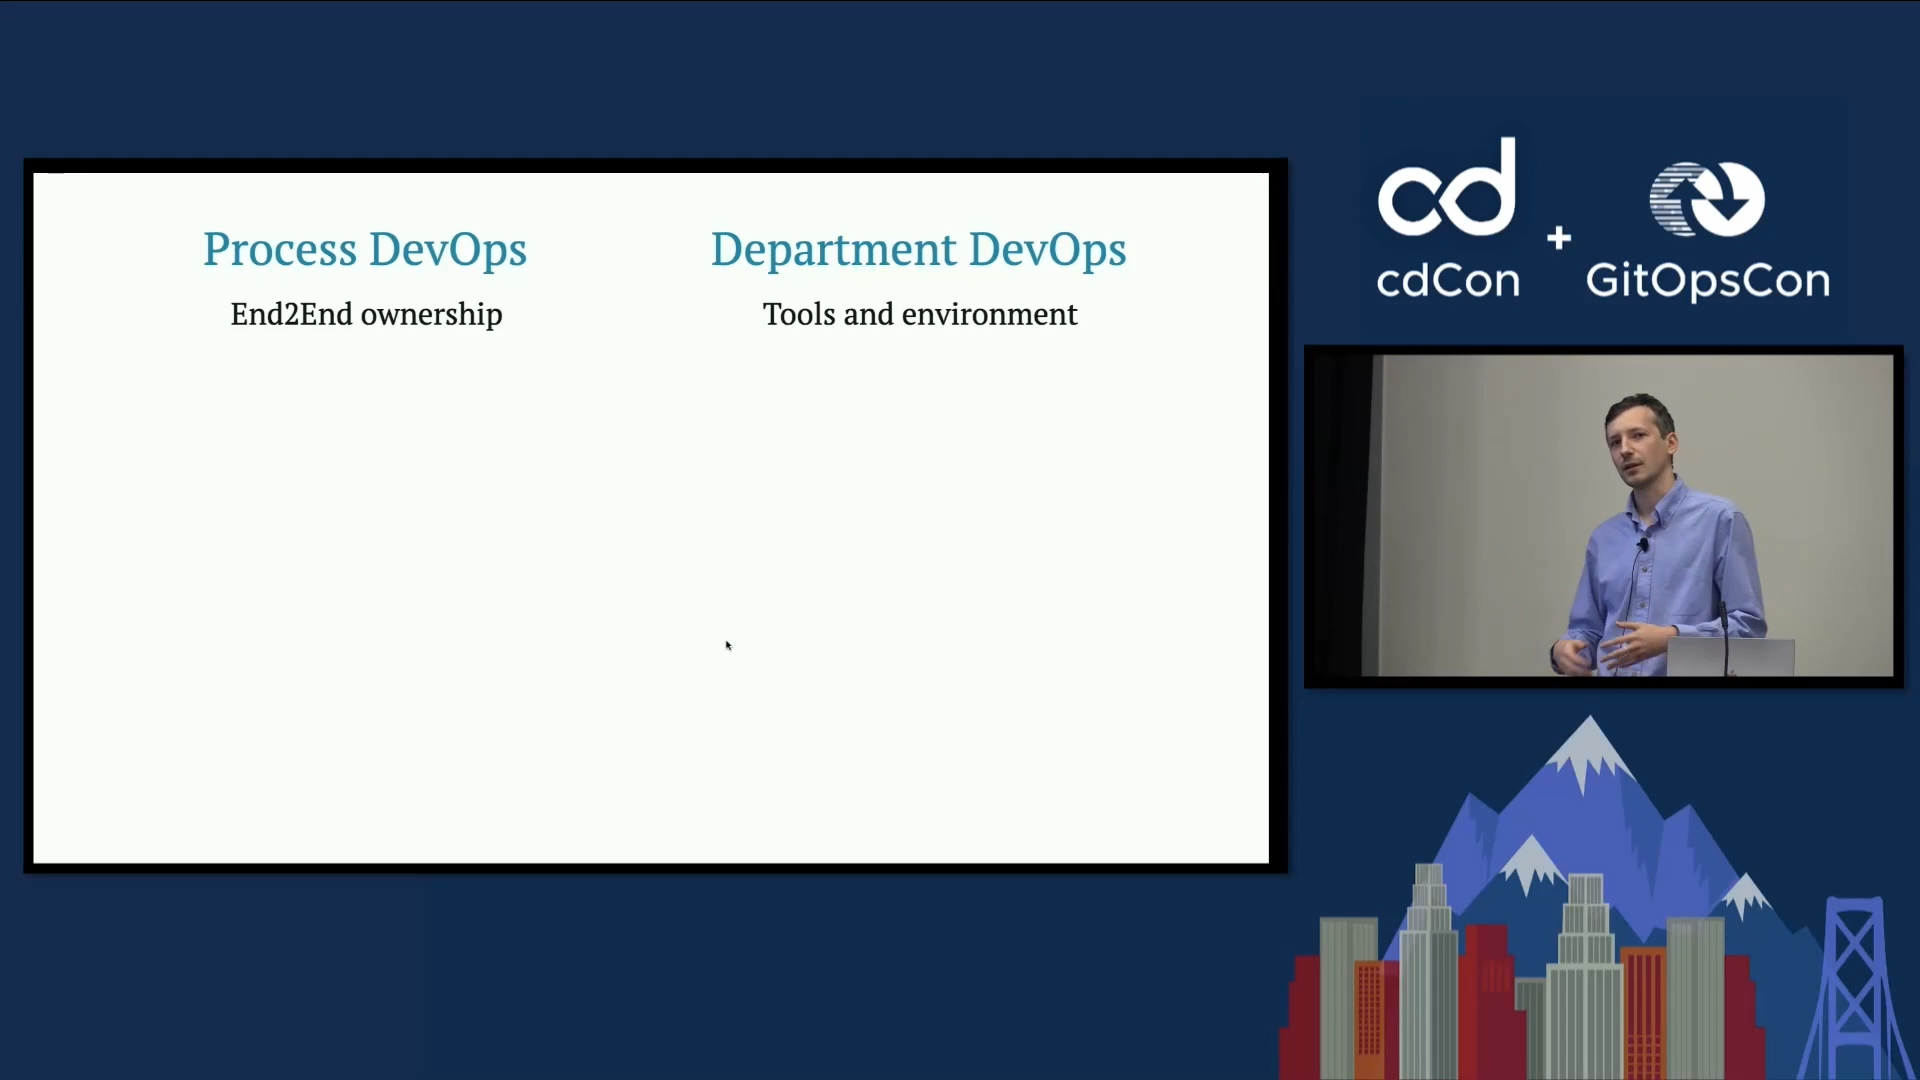 Process DevOps
Department DevOps
End2End ownership
Tools and environment
cd
+
cdCon
GitOpsCon